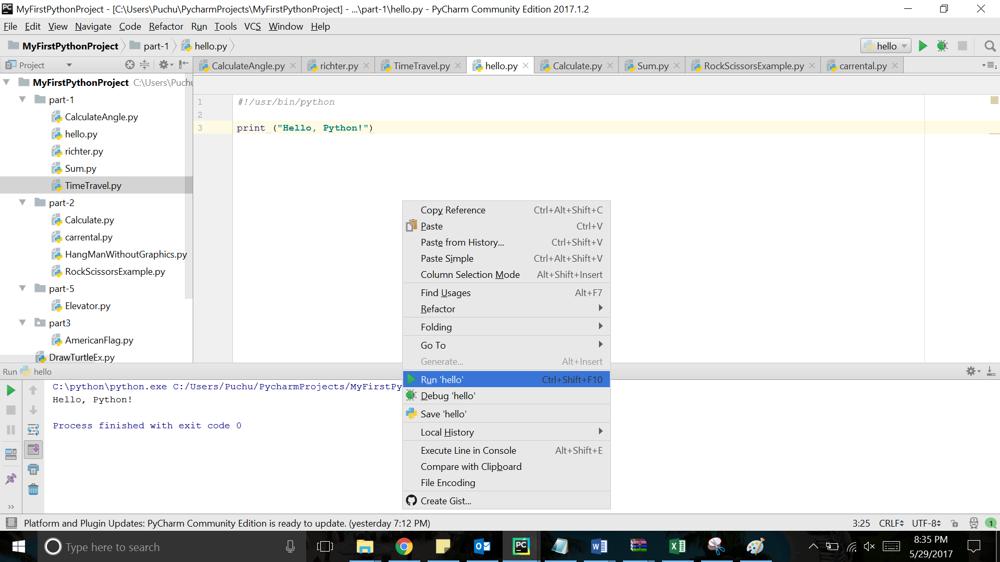 MyFirstPythonProject - [C:\Users\Puchu\PycharmProjects\MyFirstPythonProject] - ...\part-1\hello.py - PyCharm Community Edition 2017.1.2
File Edit View Navigate Code Refactor Run Tools VCS Window Help
MyFirstPythonProject part-1 hello.py hello
Project CalculateAngle.py richter.py TimeTravel.py hello.py Calculate.py Sum.py RockScissorsExample.py carrental.py
MyFirstPythonProject C:\Users\Puchu
part-1
CalculateAngle.py
hello.py
richter.py
Sum.py
TimeTravel.py
part-2
Calculate.py
carrental.py
HangManWithoutGraphics.py
RockScissorsExample.py
part-5
Elevator.py
part3
AmericanFlag.py
DrawTurtleEx.py
1 #!/usr/bin/python
2
3 print ("Hello, Python!")
Copy Reference Ctrl+Alt+Shift+C
Paste Ctrl+V
Paste from History... Ctrl+Shift+V
Paste Simple Ctrl+Alt+Shift+V
Column Selection Mode Alt+Shift+Insert
Find Usages Alt+F7
Refactor
Folding
Go To
Generate... Alt+Insert
Run 'hello' Ctrl+Shift+F10
Debug 'hello'
Save 'hello'
Local History
Execute Line in Console Alt+Shift+E
Compare with Clipboard
File Encoding
Create Gist...
Run hello
C:\python\python.exe C:/Users/Puchu/PycharmProjects/MyFirstPy
Hello, Python!
Process finished with exit code 0
Platform and Plugin Updates: PyCharm Community Edition is ready to update. (yesterday 7:12 PM) 3:25 CRLF UTF-8 1
Type here to search
8:35 PM
5/29/2017